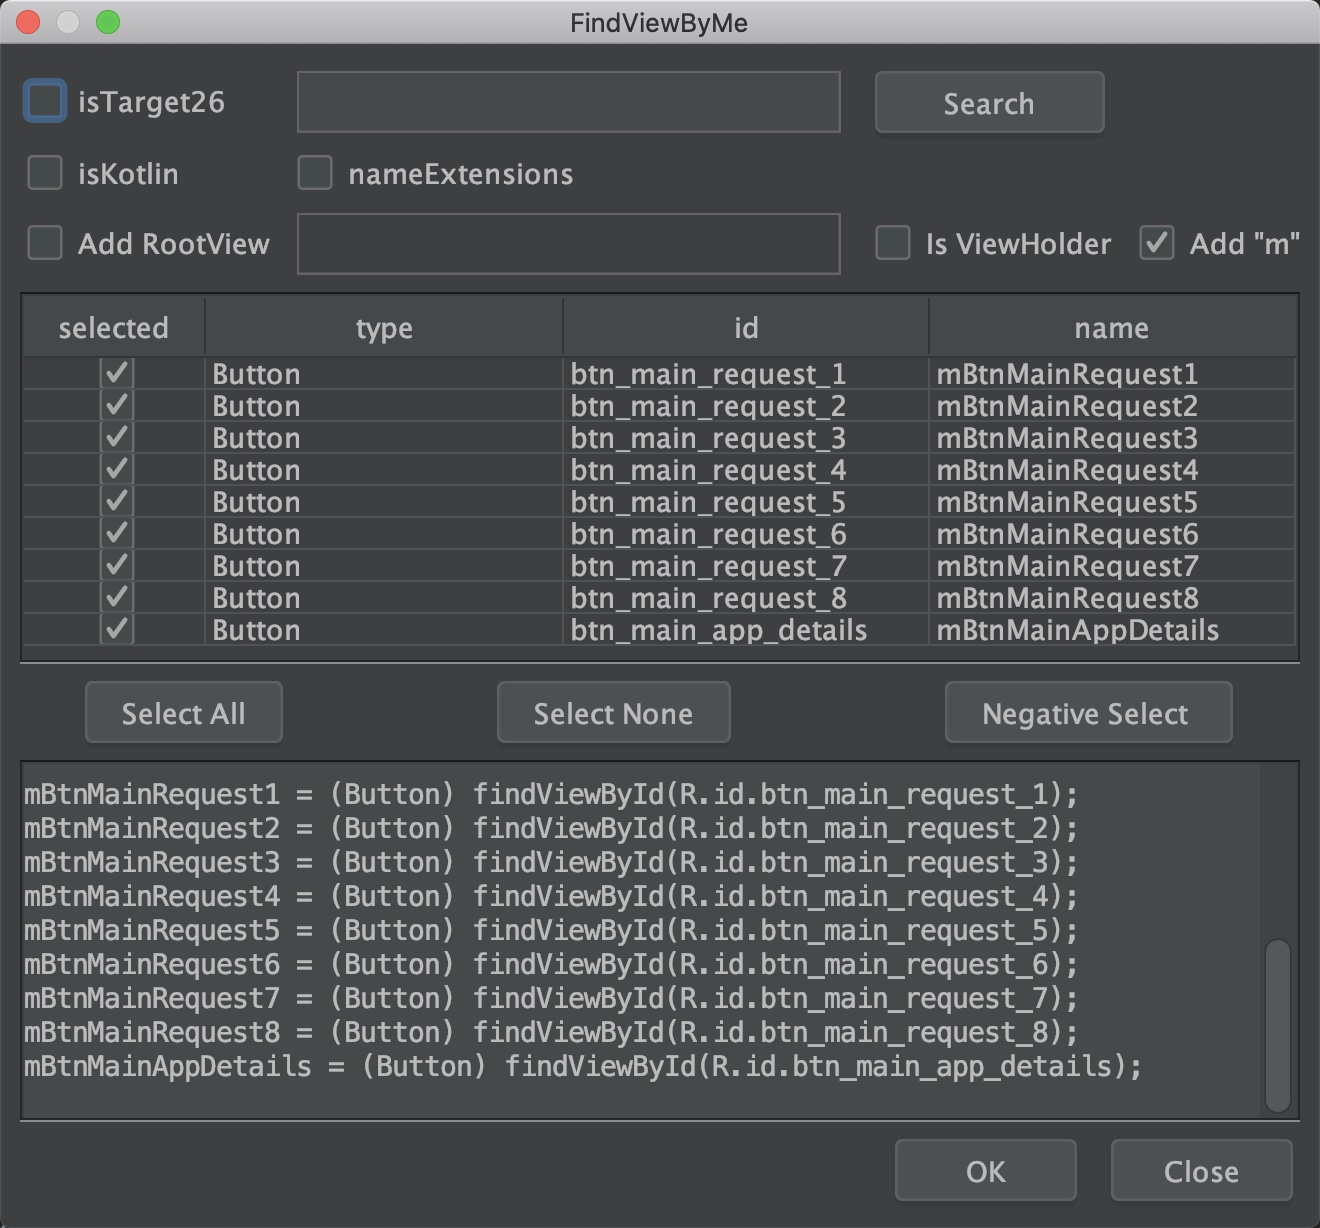 FindViewByMe
isTarget26 Search
isKotlin nameExtensions
Add RootView Is ViewHolder Add "m"
selected type id name
Button btn_main_request_1 mBtnMainRequest1
Button btn_main_request_2 mBtnMainRequest2
Button btn_main_request_3 mBtnMainRequest3
Button btn_main_request_4 mBtnMainRequest4
Button btn_main_request_5 mBtnMainRequest5
Button btn_main_request_6 mBtnMainRequest6
Button btn_main_request_7 mBtnMainRequest7
Button btn_main_request_8 mBtnMainRequest8
Button btn_main_app_details mBtnMainAppDetails
Select All Select None Negative Select
mBtnMainRequest1 = (Button) findViewById(R.id.btn_main_request_1);
mBtnMainRequest2 = (Button) findViewById(R.id.btn_main_request_2);
mBtnMainRequest3 = (Button) findViewById(R.id.btn_main_request_3);
mBtnMainRequest4 = (Button) findViewById(R.id.btn_main_request_4);
mBtnMainRequest5 = (Button) findViewById(R.id.btn_main_request_5);
mBtnMainRequest6 = (Button) findViewById(R.id.btn_main_request_6);
mBtnMainRequest7 = (Button) findViewById(R.id.btn_main_request_7);
mBtnMainRequest8 = (Button) findViewById(R.id.btn_main_request_8);
mBtnMainAppDetails = (Button) findViewById(R.id.btn_main_app_details);
OK Close